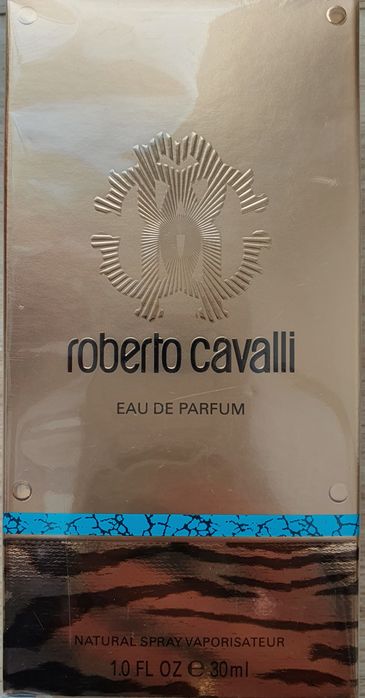 roberto cavalli
EAU DE PARFUM
NATURAL SPRAY VAPORISATEUR
1.0 FL OZ ℮ 30ml